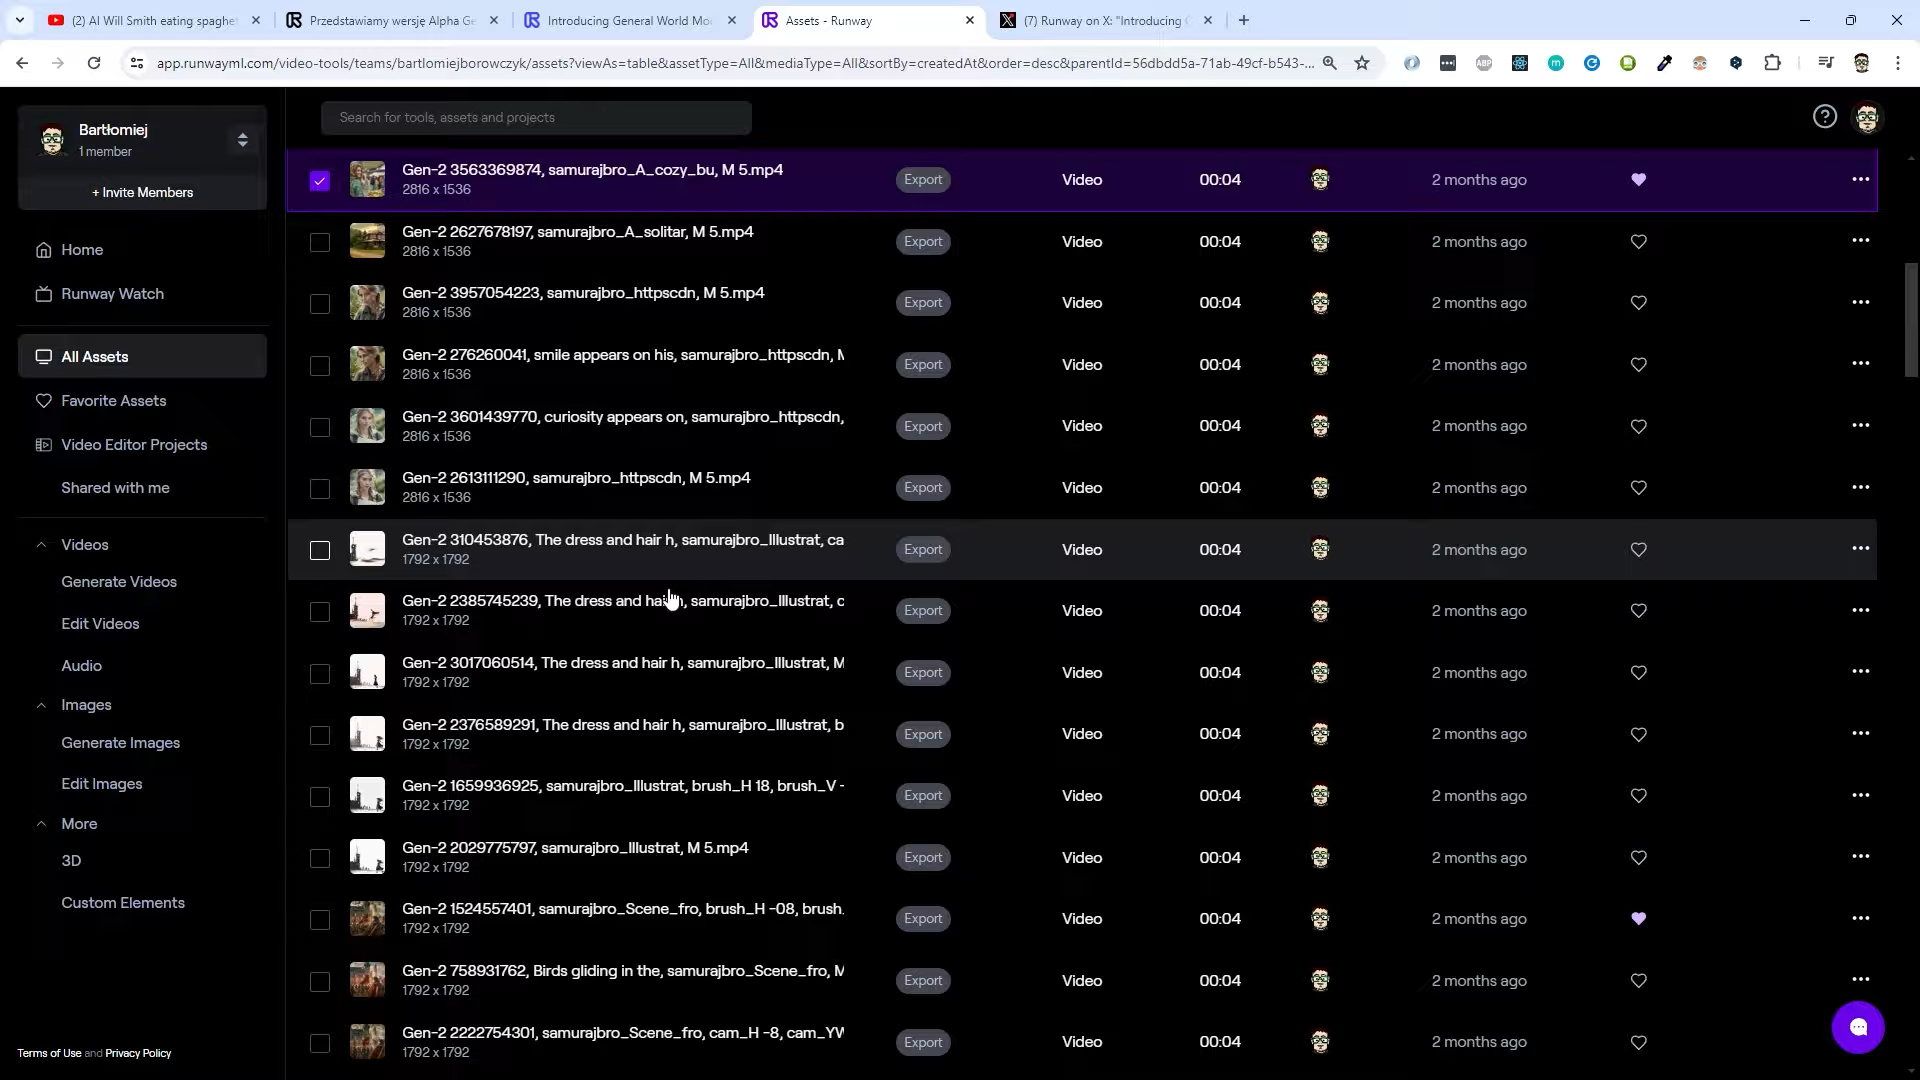 (2) AI Will Smith eating spaghe
Przedstawiamy wersję Alpha Ge
Introducing General World Mo
Assets - Runway
(7) Runway on X: "Introducing
app.runwayml.com/video-tools/teams/bartlomiejborowczyk/assets?viewAs=table&assetType=All&mediaType=All&sortBy=createdAt&order=desc&parentId=56dbdd5a-71ab-49cf-b543-...
Bartłomiej
1 member
+ Invite Members
Home
Runway Watch
All Assets
Favorite Assets
Video Editor Projects
Shared with me
Videos
Generate Videos
Edit Videos
Audio
Images
Generate Images
Edit Images
More
3D
Custom Elements
Terms of Use and Privacy Policy
Search for tools, assets and projects
Gen-2 3563369874, samurajbro_A_cozy_bu, M 5.mp4
2816 x 1536
Export Video 00:04 2 months ago
Gen-2 2627678197, samurajbro_A_solitar, M 5.mp4
2816 x 1536
Export Video 00:04 2 months ago
Gen-2 3957054223, samurajbro_httpscdn, M 5.mp4
2816 x 1536
Export Video 00:04 2 months ago
Gen-2 276260041, smile appears on his, samurajbro_httpscdn, M
2816 x 1536
Export Video 00:04 2 months ago
Gen-2 3601439770, curiosity appears on, samurajbro_httpscdn,
2816 x 1536
Export Video 00:04 2 months ago
Gen-2 2613111290, samurajbro_httpscdn, M 5.mp4
2816 x 1536
Export Video 00:04 2 months ago
Gen-2 310453876, The dress and hair h, samurajbro_Illustrat, ca
1792 x 1792
Export Video 00:04 2 months ago
Gen-2 2385745239, The dress and hair h, samurajbro_Illustrat, c
1792 x 1792
Export Video 00:04 2 months ago
Gen-2 3017060514, The dress and hair h, samurajbro_Illustrat, M
1792 x 1792
Export Video 00:04 2 months ago
Gen-2 2376589291, The dress and hair h, samurajbro_Illustrat, b
1792 x 1792
Export Video 00:04 2 months ago
Gen-2 1659936925, samurajbro_Illustrat, brush_H 18, brush_V -
1792 x 1792
Export Video 00:04 2 months ago
Gen-2 2029775797, samurajbro_Illustrat, M 5.mp4
1792 x 1792
Export Video 00:04 2 months ago
Gen-2 1524557401, samurajbro_Scene_fro, brush_H -08, brush.
1792 x 1792
Export Video 00:04 2 months ago
Gen-2 758931762, Birds gliding in the, samurajbro_Scene_fro, M
1792 x 1792
Export Video 00:04 2 months ago
Gen-2 2222754301, samurajbro_Scene_fro, cam_H -8, cam_YV
1792 x 1792
Export Video 00:04 2 months ago